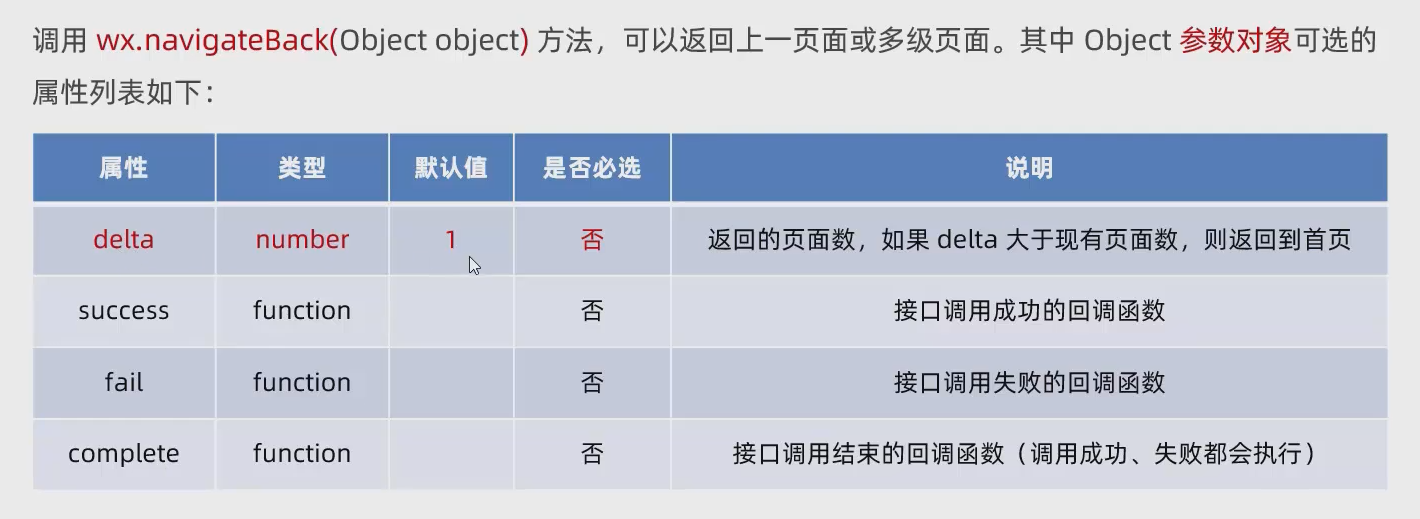 调用 wx.navigateBack(Object object) 方法，可以返回上一页面或多级页面。其中 Object 参数对象可选的
属性列表如下：
属性 类型 默认值 是否必选 说明
delta number 1 否 返回的页面数，如果 delta 大于现有页面数，则返回到首页
success function 否 接口调用成功的回调函数
fail function 否 接口调用失败的回调函数
complete function 否 接口调用结束的回调函数（调用成功、失败都会执行）